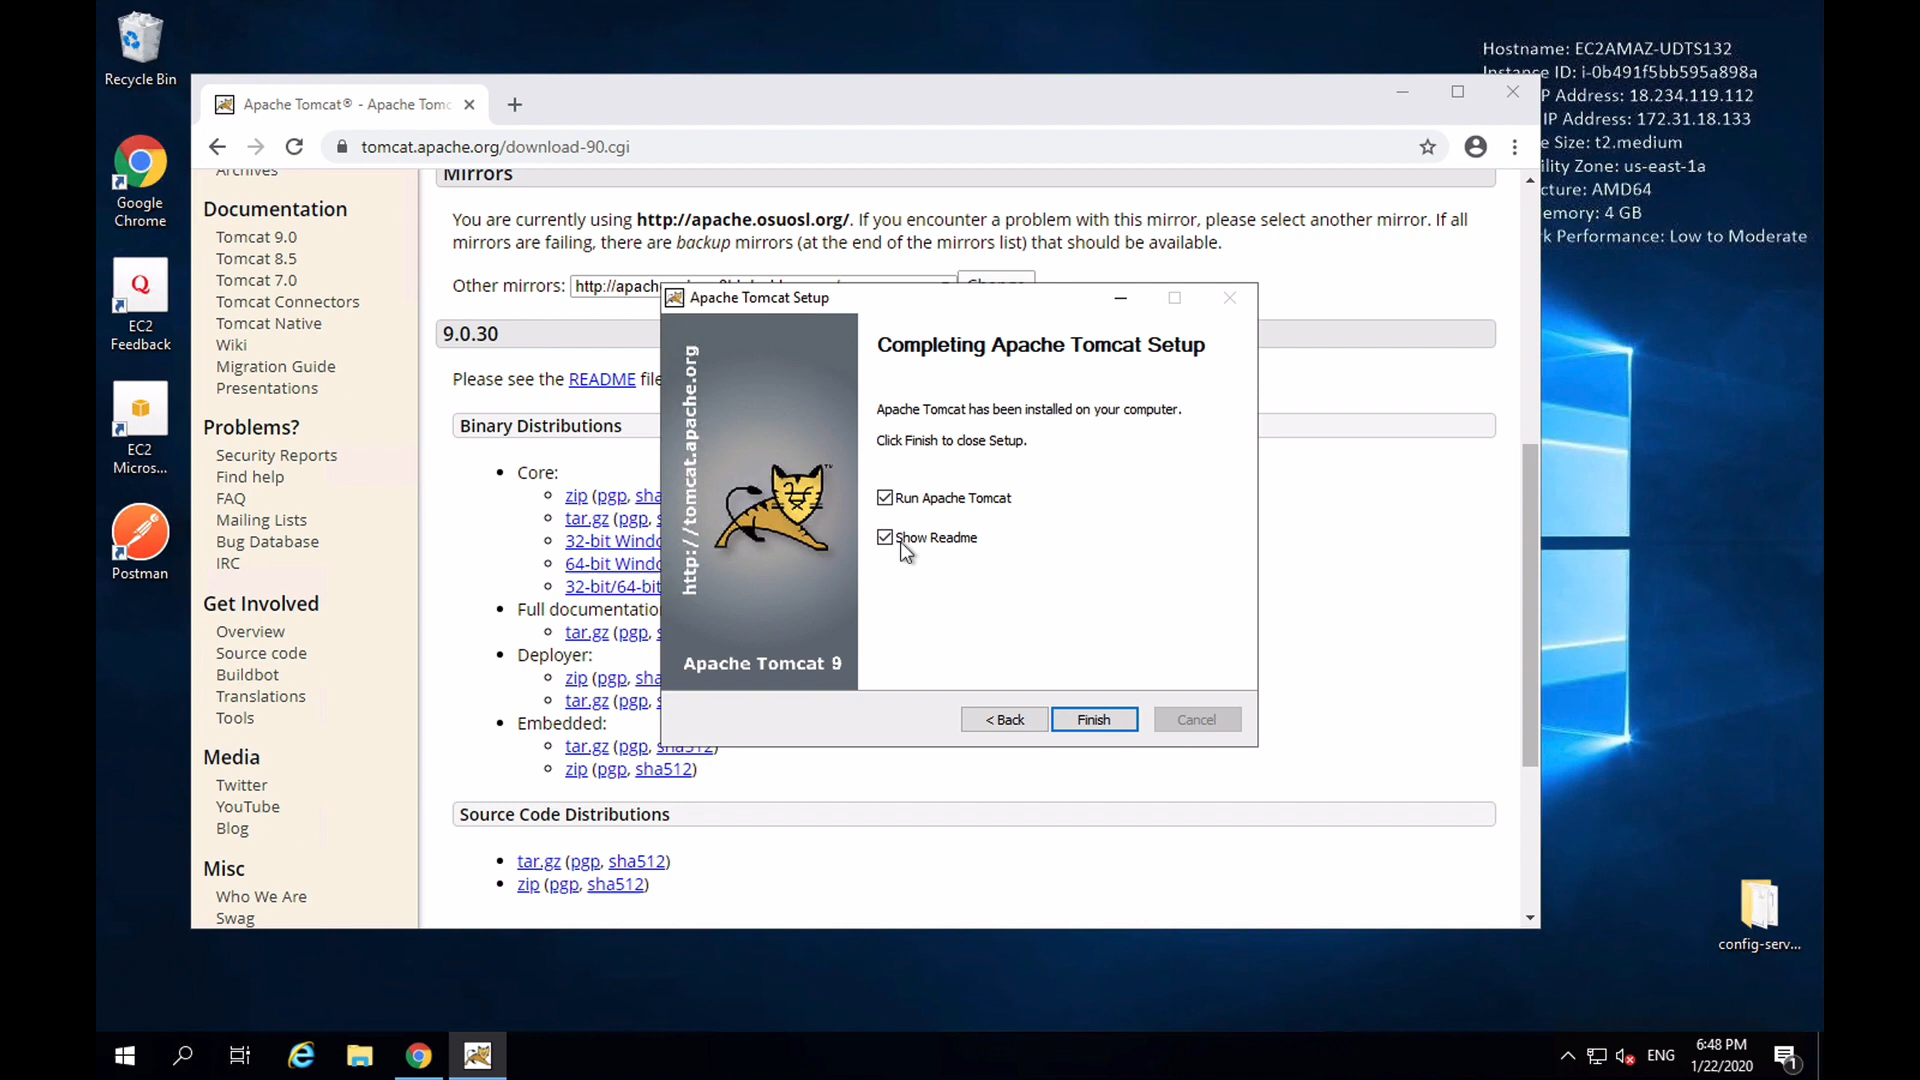 Recycle Bin
Google
Chrome
EC2
Feedback
EC2
Micros...
Postman
Hostname: EC2AMAZ-UDTS132
Instance ID: i-0b491f5bb595a898a
P Address: 18.234.119.112
IP Address: 172.31.18.133
e Size: t2.medium
ility Zone: us-east-1a
cture: AMD64
emory: 4 GB
k Performance: Low to Moderate
Apache Tomcat® - Apache Tomc
tomcat.apache.org/download-90.cgi
Archives
Documentation
Tomcat 9.0
Tomcat 8.5
Tomcat 7.0
Tomcat Connectors
Tomcat Native
Wiki
Migration Guide
Presentations
Problems?
Security Reports
Find help
FAQ
Mailing Lists
Bug Database
IRC
Get Involved
Overview
Source code
Buildbot
Translations
Tools
Media
Twitter
YouTube
Blog
Misc
Who We Are
Swag
Mirrors
You are currently using http://apache.osuosl.org/. If you encounter a problem with this mirror, please select another mirror. If all
mirrors are failing, there are backup mirrors (at the end of the mirrors list) that should be available.
Other mirrors: http://apach
Change
9.0.30
Please see the README file
Binary Distributions
Core:
zip (pgp, sha
tar.gz (pgp, s
32-bit Windo
64-bit Windo
32-bit/64-bit
Full documentatio
tar.gz (pgp, s
Deployer:
zip (pgp, sha
tar.gz (pgp, s
Embedded:
tar.gz (pgp, sha512)
zip (pgp, sha512)
Source Code Distributions
tar.gz (pgp, sha512)
zip (pgp, sha512)
Apache Tomcat Setup
http://tomcat.apache.org
TM
Apache Tomcat 9
Completing Apache Tomcat Setup
Apache Tomcat has been installed on your computer.
Click Finish to close Setup.
Run Apache Tomcat
Show Readme
< Back
Finish
Cancel
config-serv...
ENG
6:48 PM
1/22/2020
1